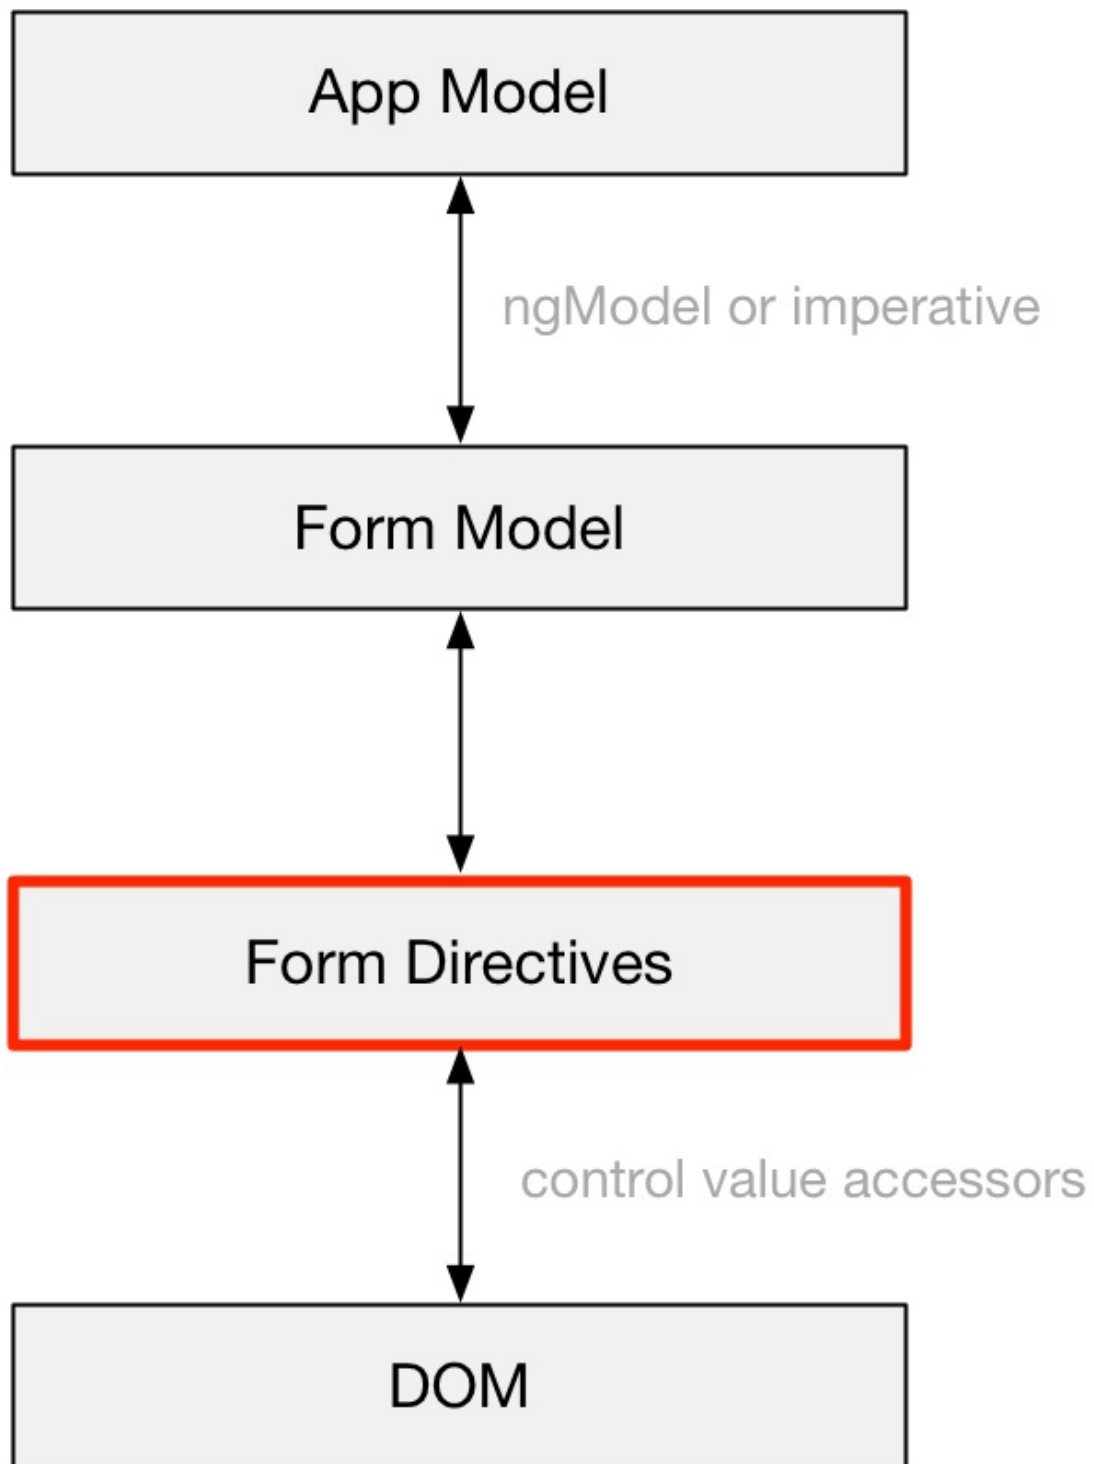 App Model
ngModel or imperative
Form Model
Form Directives
control value accessors
DOM